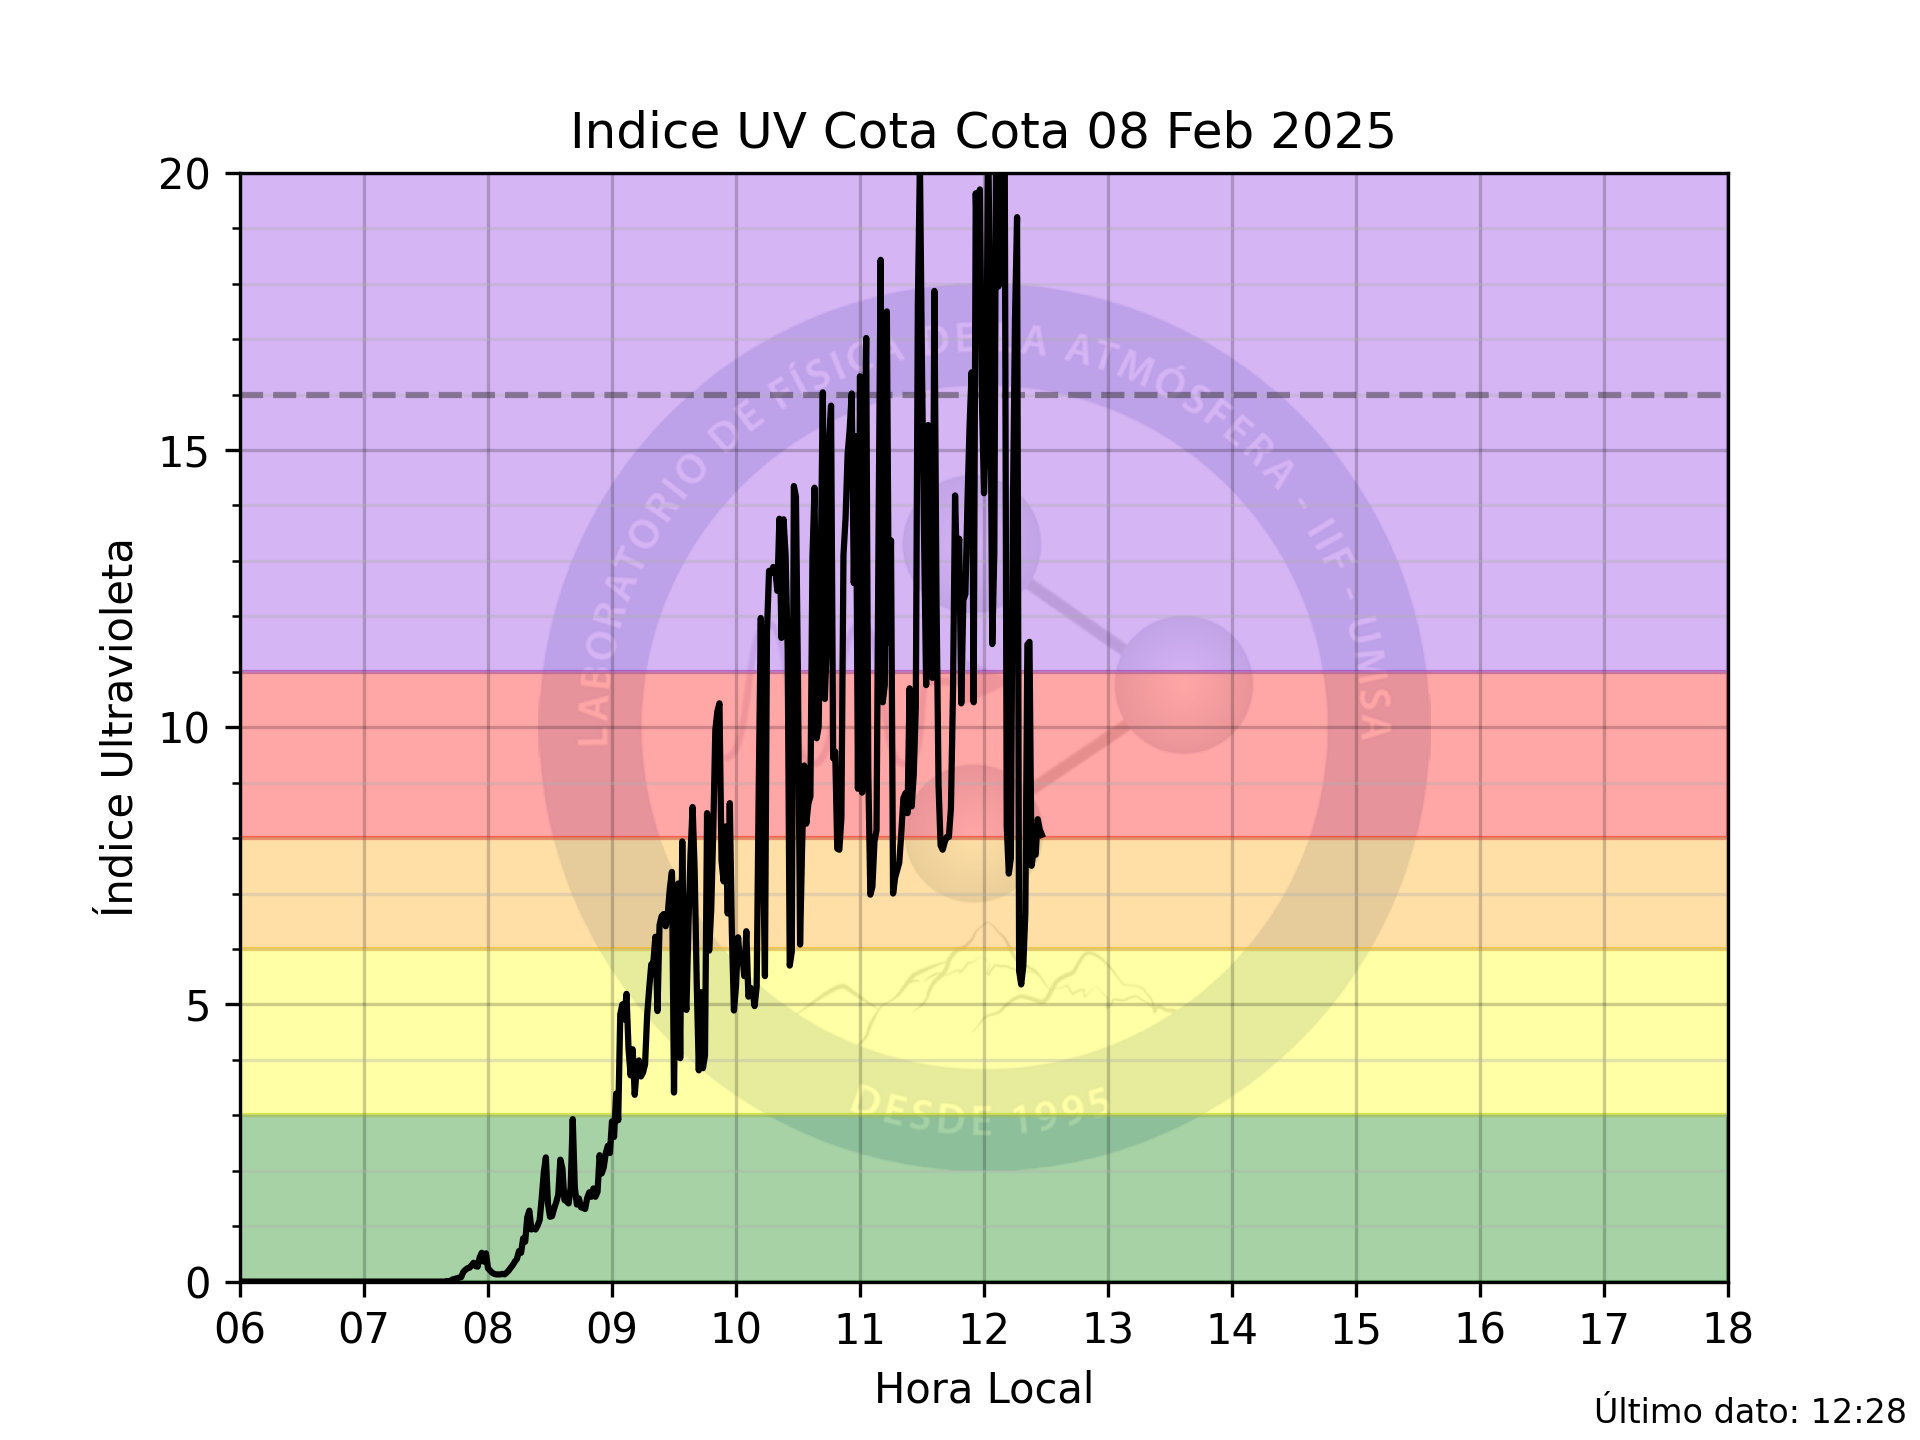 Indice UV Cota Cota 08 Feb 2025
20
15
10
5
0
Índice Ultravioleta
LABORATORIO DE FÍSICA DE LA ATMÓSFERA - IIF - UMSA
DESDE 1995
06 07 08 09 10 11 12 13 14 15 16 17 18
Hora Local
Último dato: 12:28